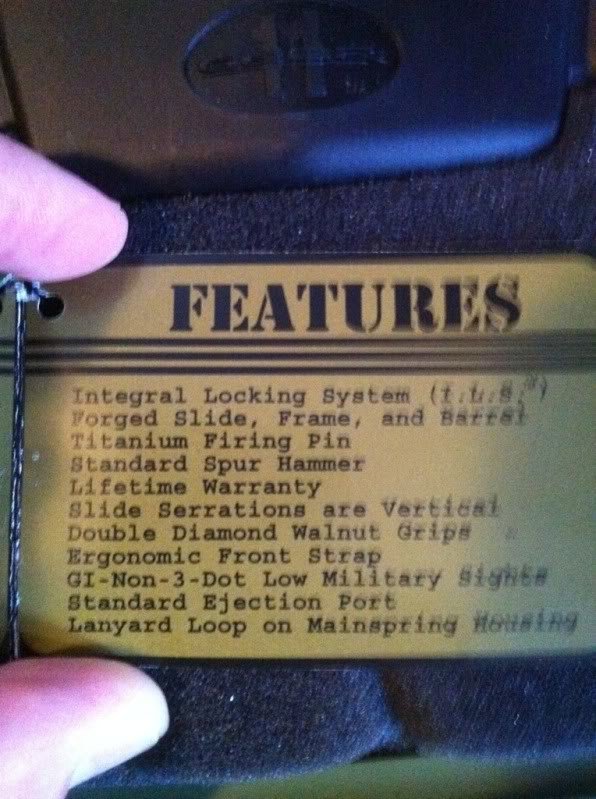 FEATURES
Integral Locking System (I.L.S.®)
Forged Slide, Frame, and Barrel
Titanium Firing Pin
Standard Spur Hammer
Lifetime Warranty
Slide Serrations are Vertical
Double Diamond Walnut Grips
Ergonomic Front Strap
GI-Non-3-Dot Low Military Sights
Standard Ejection Port
Lanyard Loop on Mainspring Housing